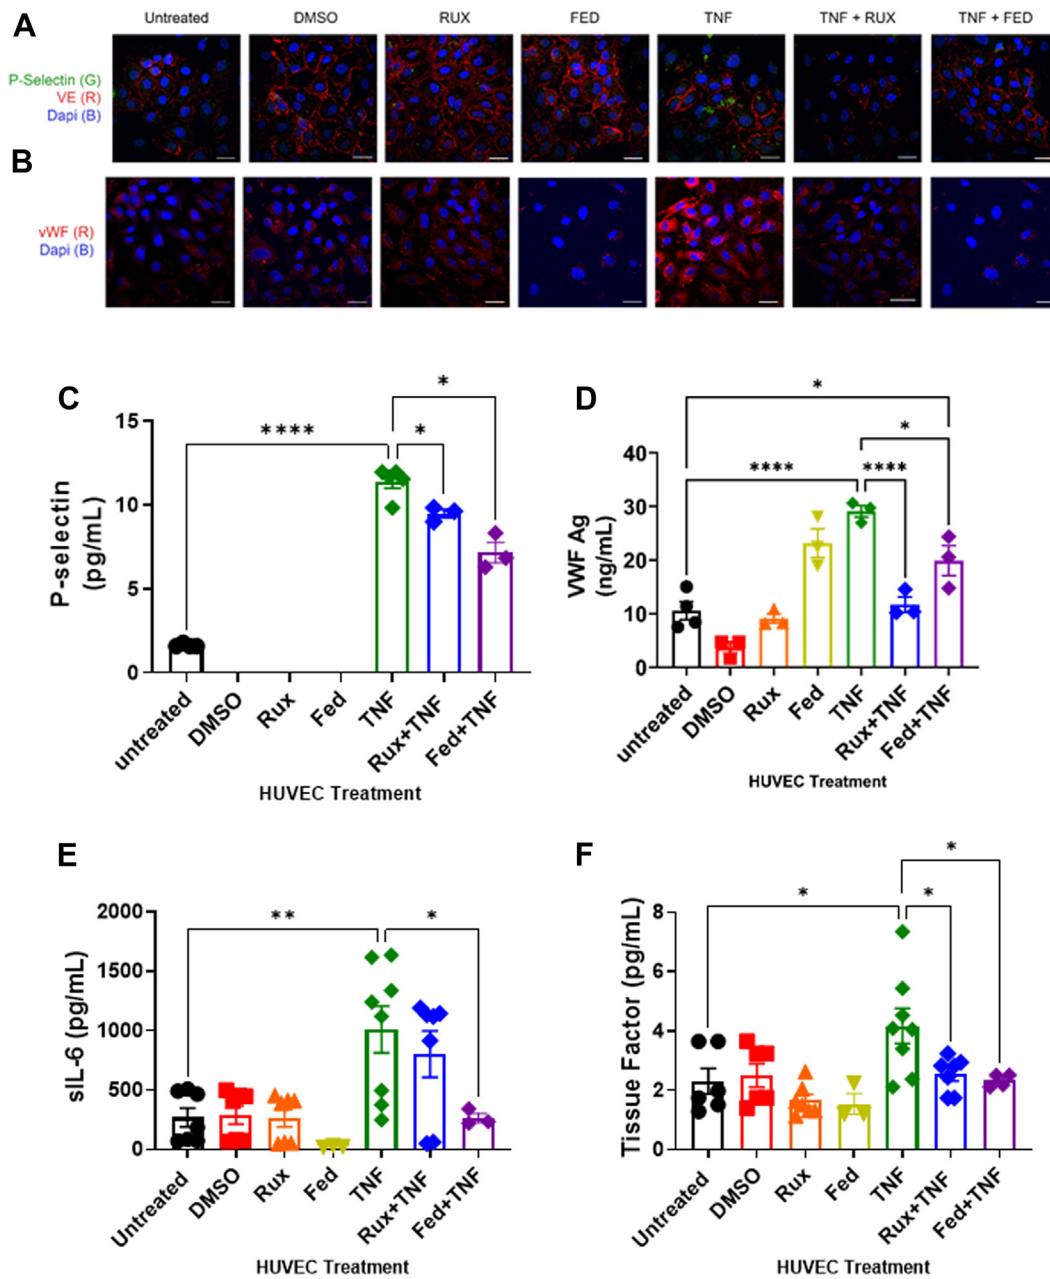 A
Untreated DMSO RUX FED TNF TNF + RUX TNF + FED
P-Selectin (G)
VE (R)
Dapi (B)
B
vWF (R)
Dapi (B)
C
P-selectin
(pg/mL)
15
10
5
0
**** * *
untreated DMSO Rux Fed TNF Rux+TNF Fed+TNF
HUVEC Treatment
D
VWF Ag
(ng/mL)
40
30
20
10
0
* * **** ****
untreated DMSO Rux Fed TNF Rux+TNF Fed+TNF
HUVEC Treatment
E
sIL-6 (pg/mL)
2000
1500
1000
500
0
** *
Untreated DMSO Rux Fed TNF Rux+TNF Fed+TNF
HUVEC Treatment
F
Tissue Factor (pg/mL)
8
6
4
2
0
* * *
Untreated DMSO Rux Fed TNF Rux+TNF Fed+TNF
HUVEC Treatment